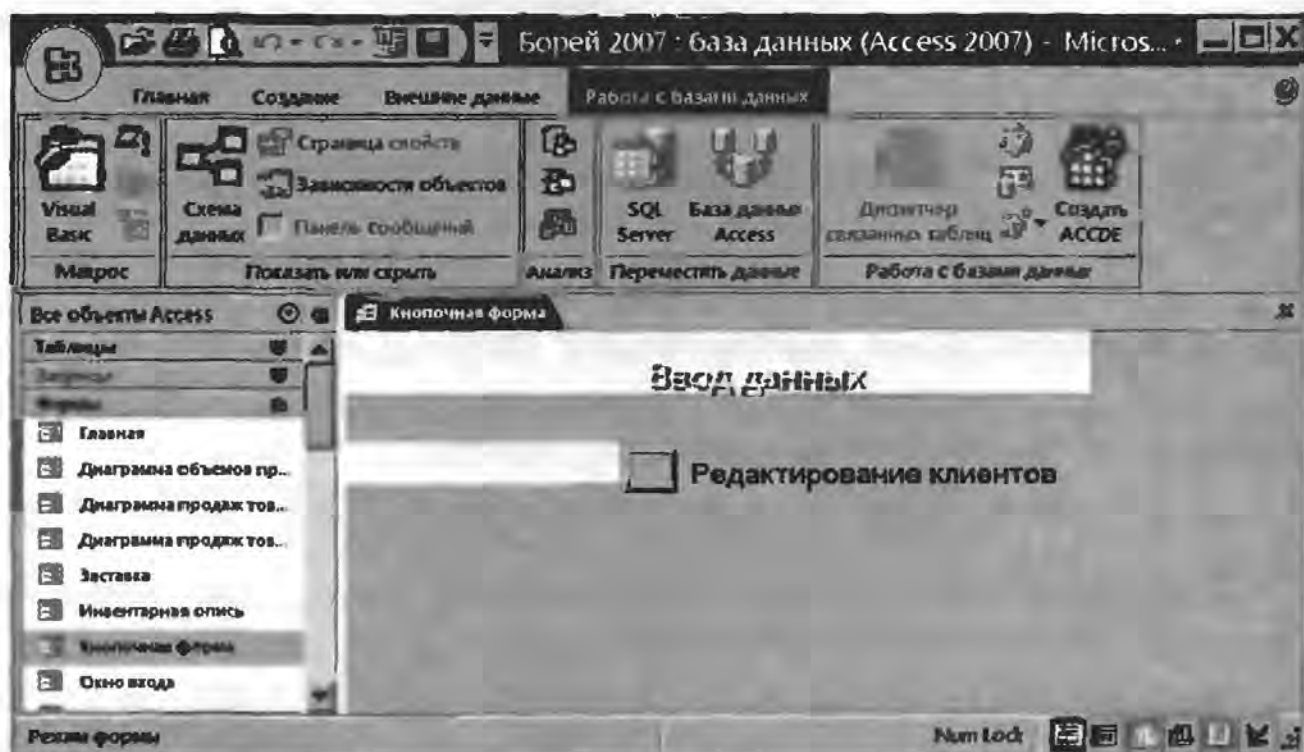 Борей 2007 : база данных (Access 2007) - Micros...
Главная Создание Внешние данные Работа с базами данных
Visual Basic
Схема данных
Страница свойств
Зависимости объектов
Панель сообщений
SQL Server
База данных Access
Диспетчер связанных таблиц
Создать ACCDE
Макрос Показать или скрыть Анализ Переместить данные Работа с базами данных
Все объекты Access
Кнопочная форма
Таблицы
Запросы
Формы
Главная
Диаграмма объемов пр...
Диаграмма продаж тов...
Диаграмма продаж тов...
Заставка
Инвентарная опись
Кнопочная форма
Окно входа
Ввод данных
Редактирование клиентов
Режим формы
Num Lock